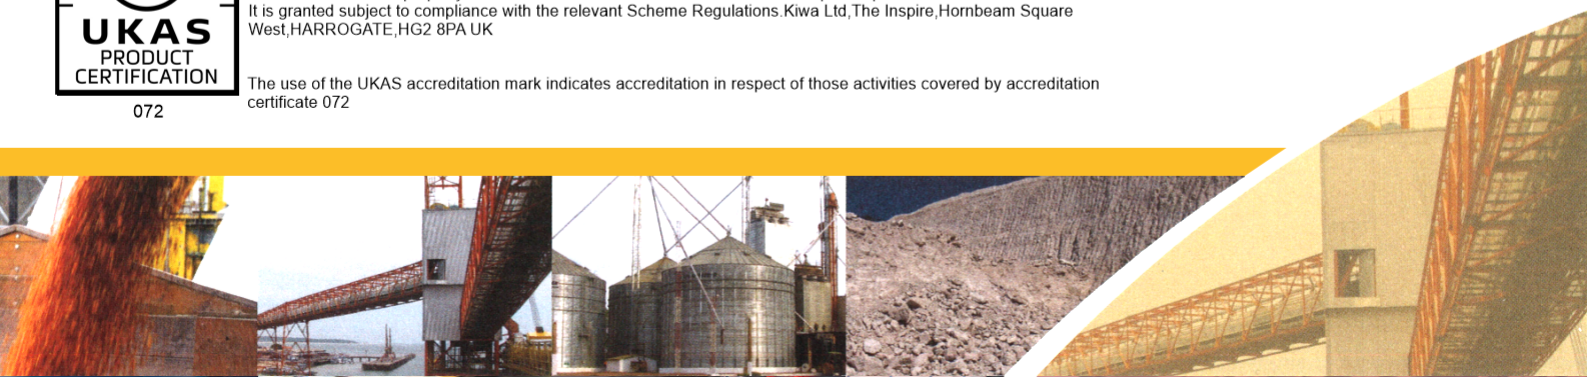 It is granted subject to compliance with the relevant Scheme Regulations.Kiwa Ltd,The Inspire,Hornbeam Square
West,HARROGATE,HG2 8PA UK
UKAS
PRODUCT
CERTIFICATION
072
The use of the UKAS accreditation mark indicates accreditation in respect of those activities covered by accreditation
certificate 072